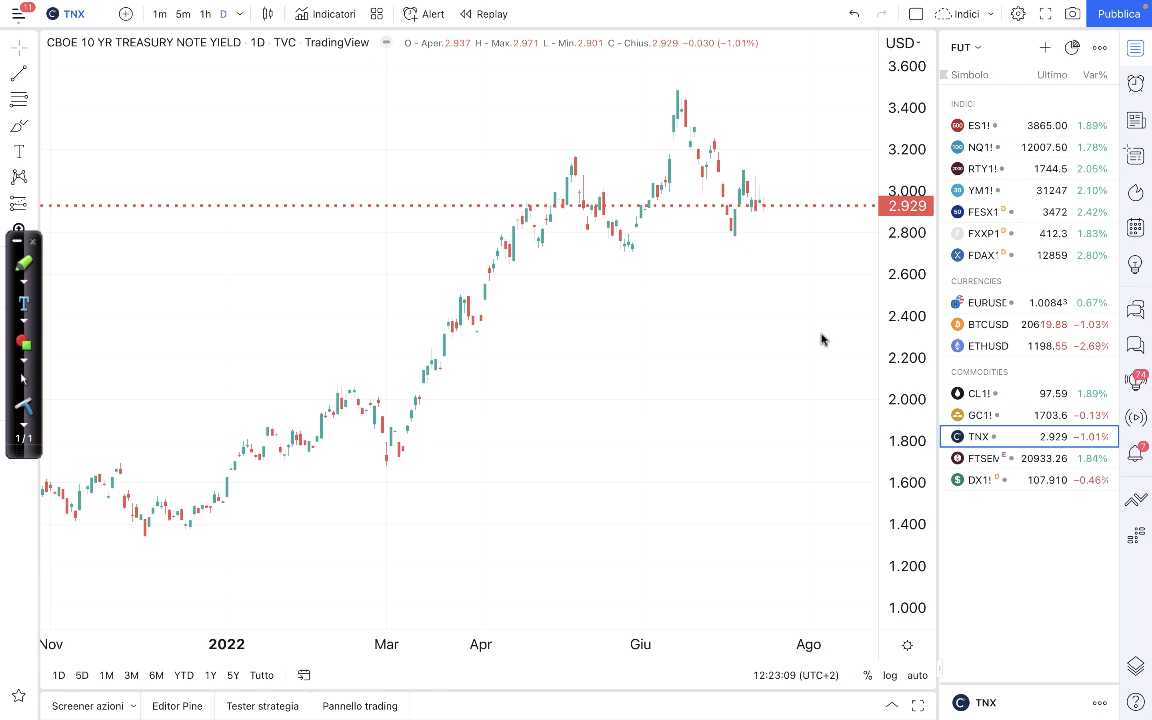 11
TNX
1m 5m 1h D
Indicatori
Alert
Replay
Indici
Pubblica
CBOE 10 YR TREASURY NOTE YIELD · 1D · TVC · TradingView
O - Aper.2.937 H - Max.2.971 L - Min.2.901 C - Chius.2.929 -0.030 (-1.01%)
USD
3.600
3.400
3.200
3.000
2.929
2.800
2.600
2.400
2.200
2.000
1.800
1.600
1.400
1.200
1.000
T
1/1
Nov 2022 Mar Apr Giu Ago
1D 5D 1M 3M 6M YTD 1Y 5Y Tutto
12:23:09 (UTC+2)
% log auto
Screener azioni
Editor Pine
Tester strategia
Pannello trading
FUT
Simbolo Ultimo Var%
INDICI
500 ES1! 3865.00 1.89%
100 NQ1! 12007.50 1.78%
2000 RTY1! 1744.5 2.05%
30 YM1! 31247 2.10%
50 FESX1 D 3472 2.42%
F FXXP1 D 412.3 1.83%
X FDAX1 D 12859 2.80%
CURRENCIES
EURUSD 1.00843 0.67%
BTCUSD 20619.88 −1.03%
ETHUSD 1198.55 −2.69%
COMMODITIES
CL1! 97.59 1.89%
GC1! 1703.6 −0.13%
TNX 2.929 −1.01%
FTSEM E 20933.26 1.84%
DX1! D 107.910 −0.46%
74
7
TNX